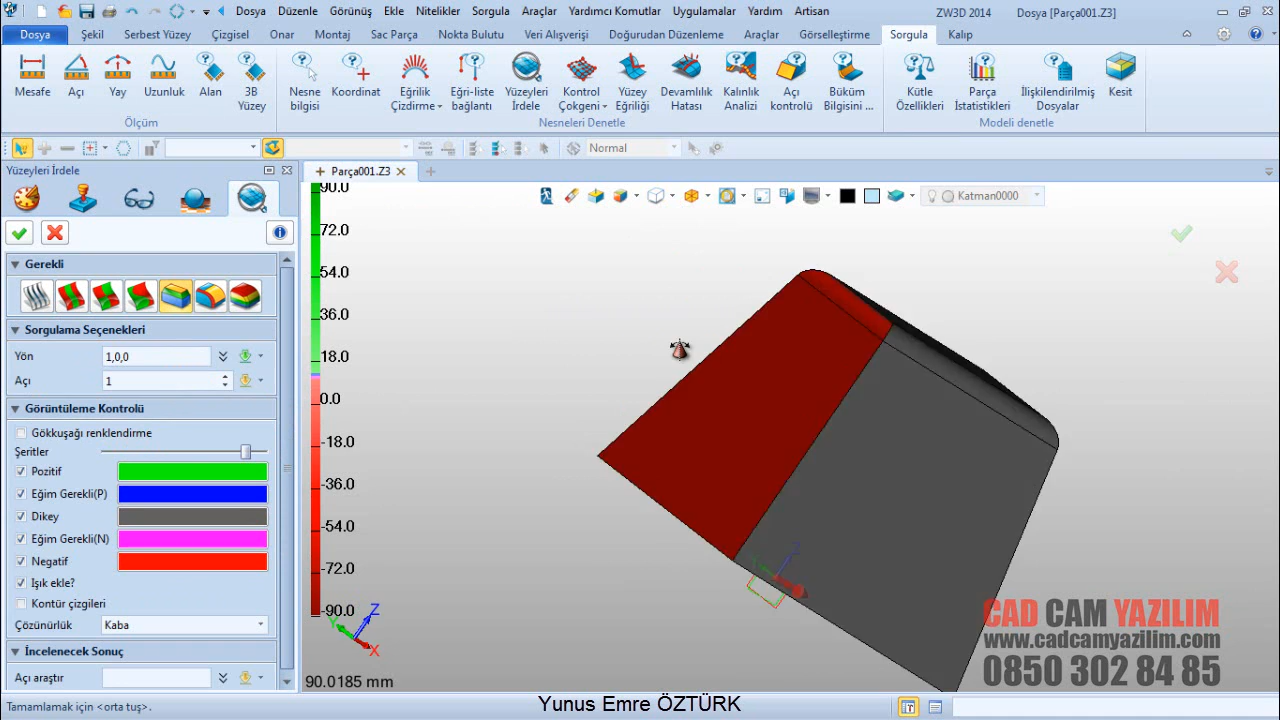 Dosya Düzenle Görünüş Ekle Nitelikler Sorgula Araçlar Yardımcı Komutlar Uygulamalar Yardım Artisan ZW3D 2014 Dosya [Parça001.Z3]
Dosya Şekil Serbest Yüzey Çizgisel Onar Montaj Sac Parça Nokta Bulutu Veri Alışverişi Doğurudan Düzenleme Araçlar Görselleştirme Sorgula Kalıp
Mesafe Açı Yay Uzunluk Alan 3B Yüzey
Nesne bilgisi Koordinat Eğrilik Çizdirme Eğri-liste bağlantı Yüzeyleri İrdele Kontrol Çokgeni Yüzey Eğriliği Devamlılık Hatası Kalınlık Analizi Açı kontrolü Büküm Bilgisini ...
Kütle Özellikleri Parça İstatistikleri İlişkilendirilmiş Dosyalar Kesit
Ölçüm Nesneleri Denetle Modeli denetle
Normal
Yüzeyleri İrdele
Parça001.Z3
Katman0000
Gerekli
Sorgulama Seçenekleri
Yön 1,0,0
Açı 1
Görüntüleme Kontrolü
Gökkuşağı renklendirme
Şeritler
Pozitif
Eğim Gerekli(P)
Dikey
Eğim Gerekli(N)
Negatif
Işık ekle?
Kontür çizgileri
Çözünürlük Kaba
İncelenecek Sonuç
Açı araştır
90.0
72.0
54.0
36.0
18.0
0.0
-18.0
-36.0
-54.0
-72.0
-90.0
Z
Y
X
Z
90.0185 mm
CAD CAM YAZILIM
www.cadcamyazilim.com
0850 302 84 85
Tamamlamak için <orta tuş>.
Yunus Emre ÖZTÜRK